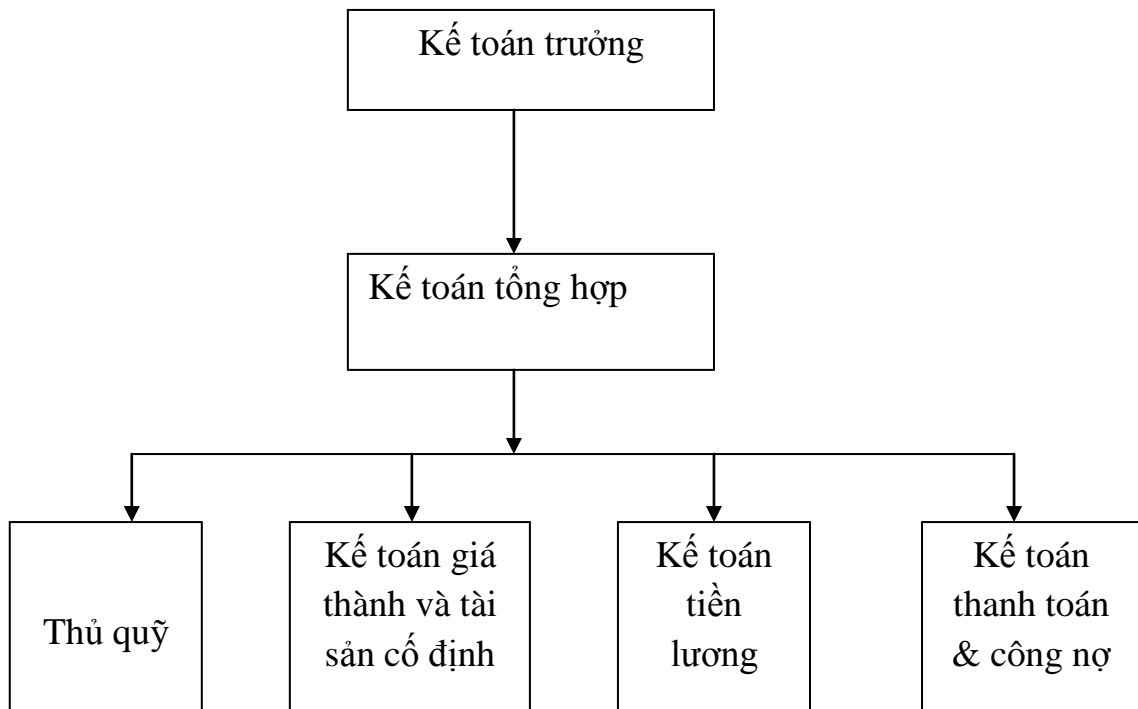 Kế toán trưởng
Kế toán tổng hợp
Thủ quỹ
Kế toán giá
thành và tài
sản cố định
Kế toán
tiền
lương
Kế toán
thanh toán
& công nợ